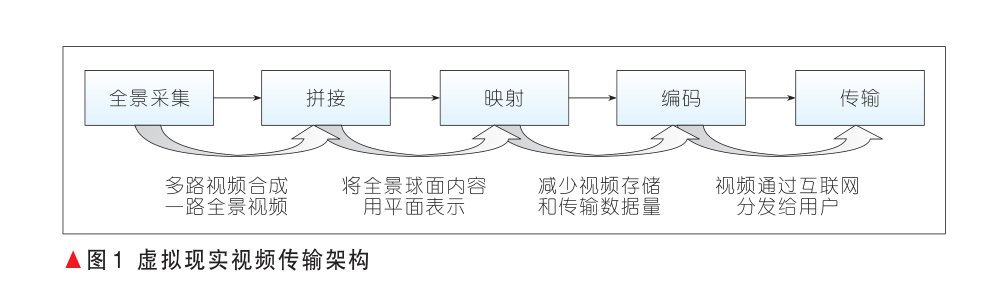 全景采集
拼接
映射
编码
传输
多路视频合成
一路全景视频
将全景球面内容
用平面表示
减少视频存储
和传输数据量
视频通过互联网
分发给用户
▲图1 虚拟现实视频传输架构